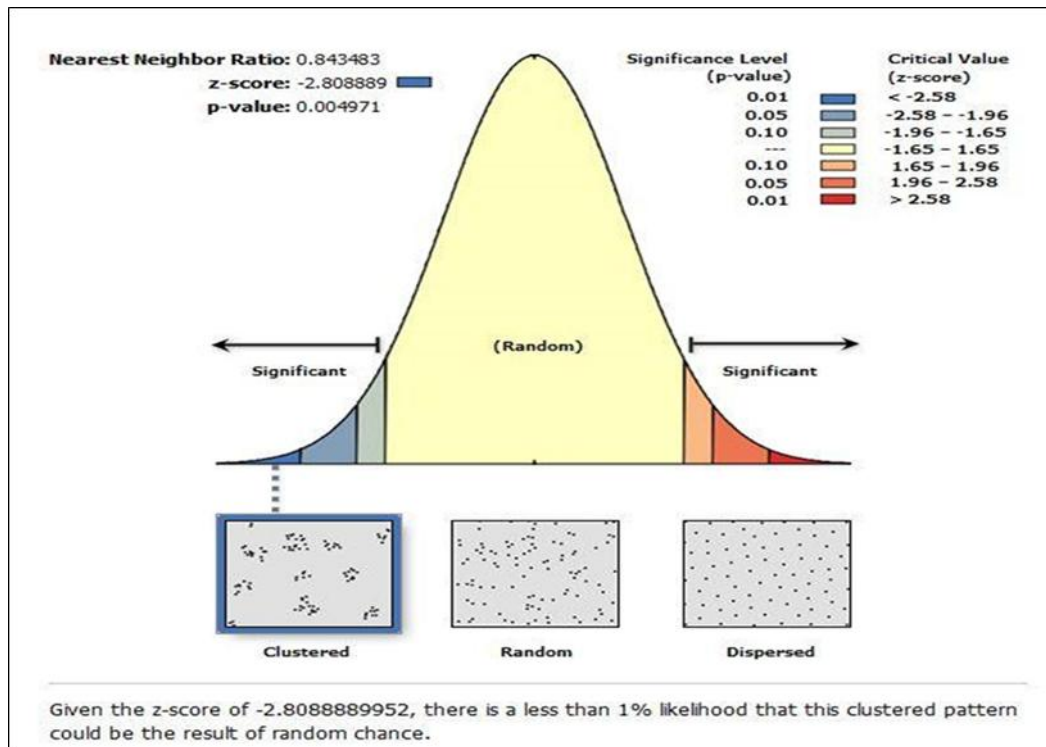 Nearest Neighbor Ratio: 0.843483
z-score: -2.808889
p-value: 0.004971
Significance Level Critical Value
(p-value) (z-score)
0.01 < -2.58
0.05 -2.58 – -1.96
0.10 -1.96 – -1.65
--- -1.65 – 1.65
0.10 1.65 – 1.96
0.05 1.96 – 2.58
0.01 > 2.58
(Random)
Significant Significant
Clustered Random Dispersed
Given the z-score of -2.8088889952, there is a less than 1% likelihood that this clustered pattern
could be the result of random chance.